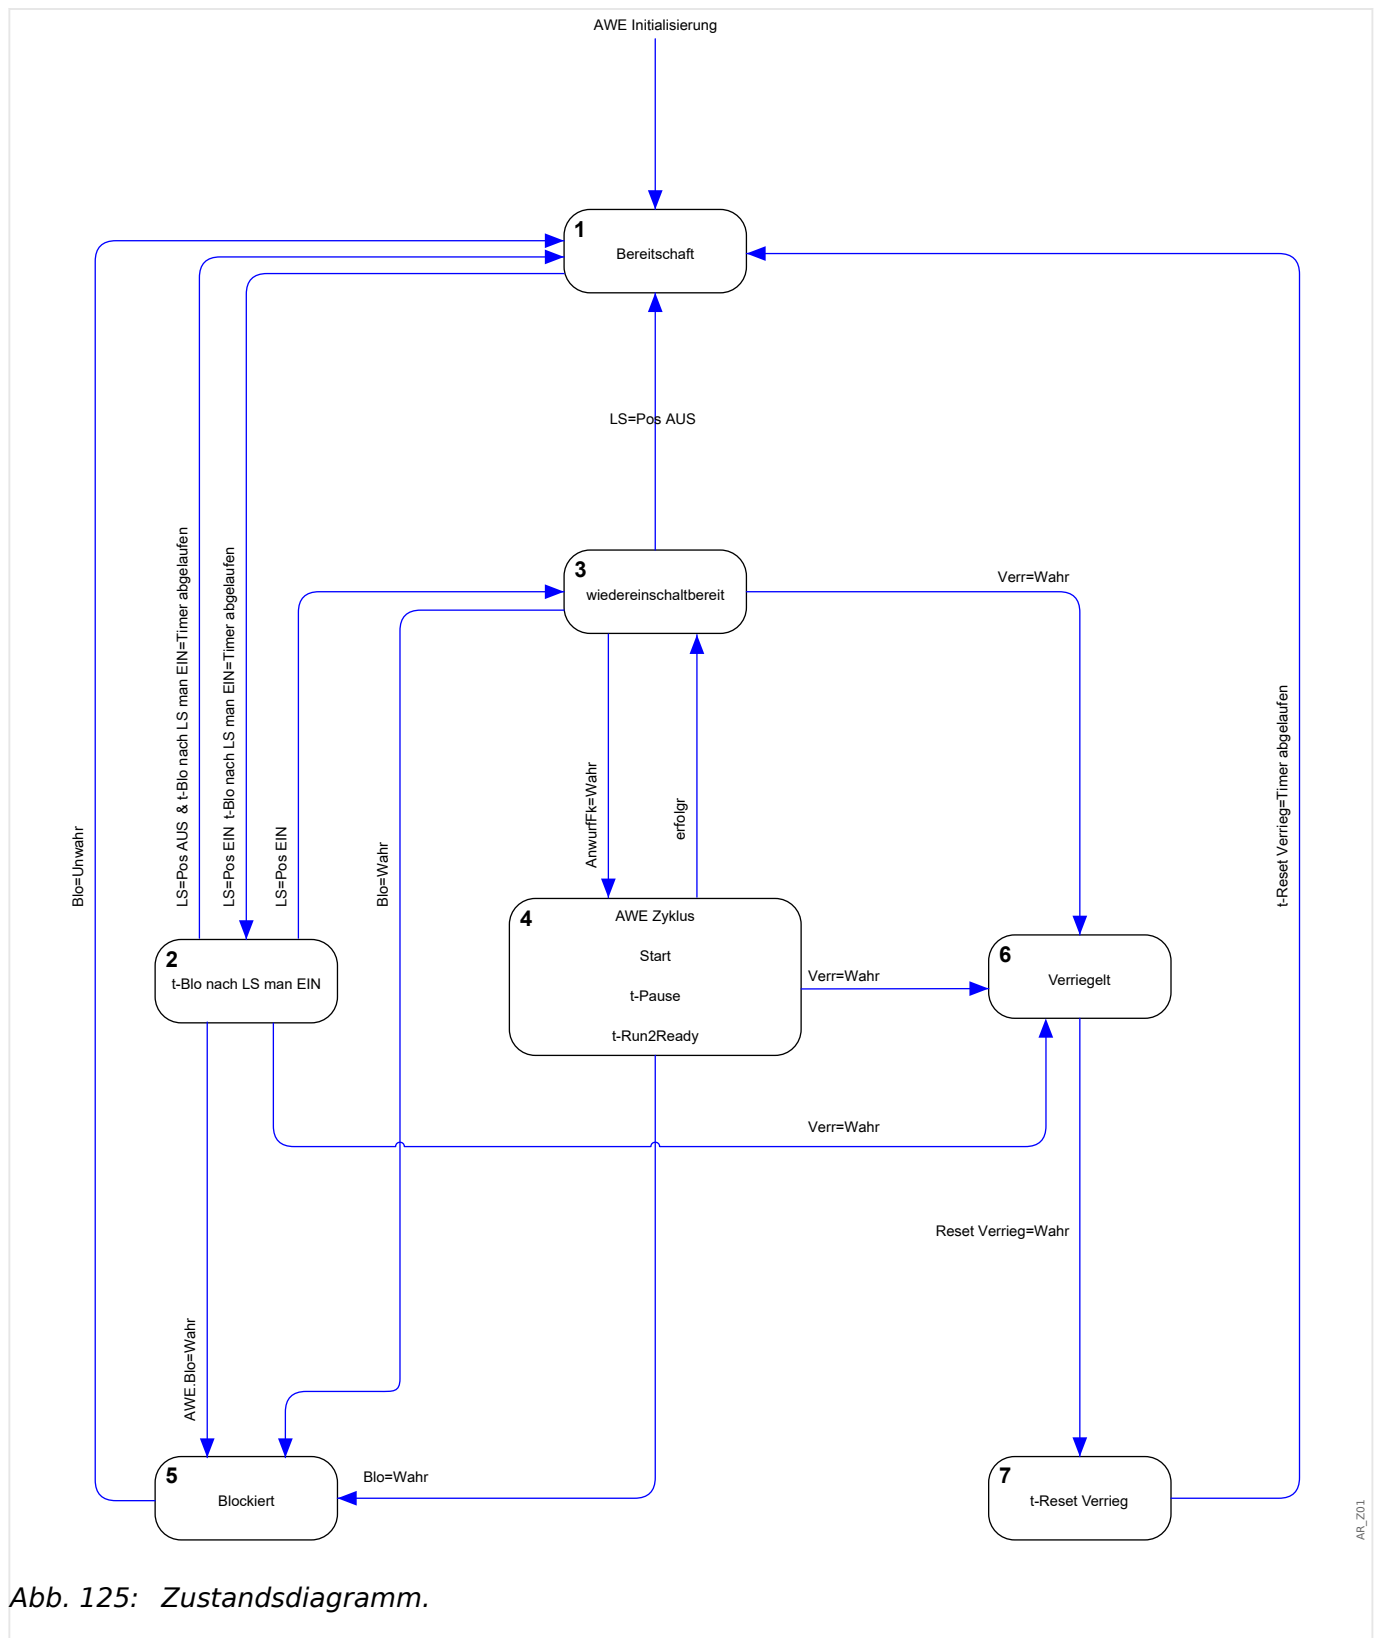 AWE Initialisierung
1
Bereitschaft
LS=Pos AUS
3
wiedereinschaltbereit
Verr=Wahr
LS=Pos AUS & t-Blo nach LS man EIN=Timer abgelaufen
LS=Pos EIN t-Blo nach LS man EIN=Timer abgelaufen
LS=Pos EIN
Blo=Unwahr
Blo=Wahr
AnwurfFk=Wahr
erfolgr
t-Reset Verrieg=Timer abgelaufen
4
AWE Zyklus
Start
t-Pause
t-Run2Ready
2
t-Blo nach LS man EIN
Verr=Wahr
6
Verriegelt
Verr=Wahr
Reset Verrieg=Wahr
AWE.Blo=Wahr
5
Blockiert
Blo=Wahr
7
t-Reset Verrieg
AR_Z01
Abb. 125: Zustandsdiagramm.